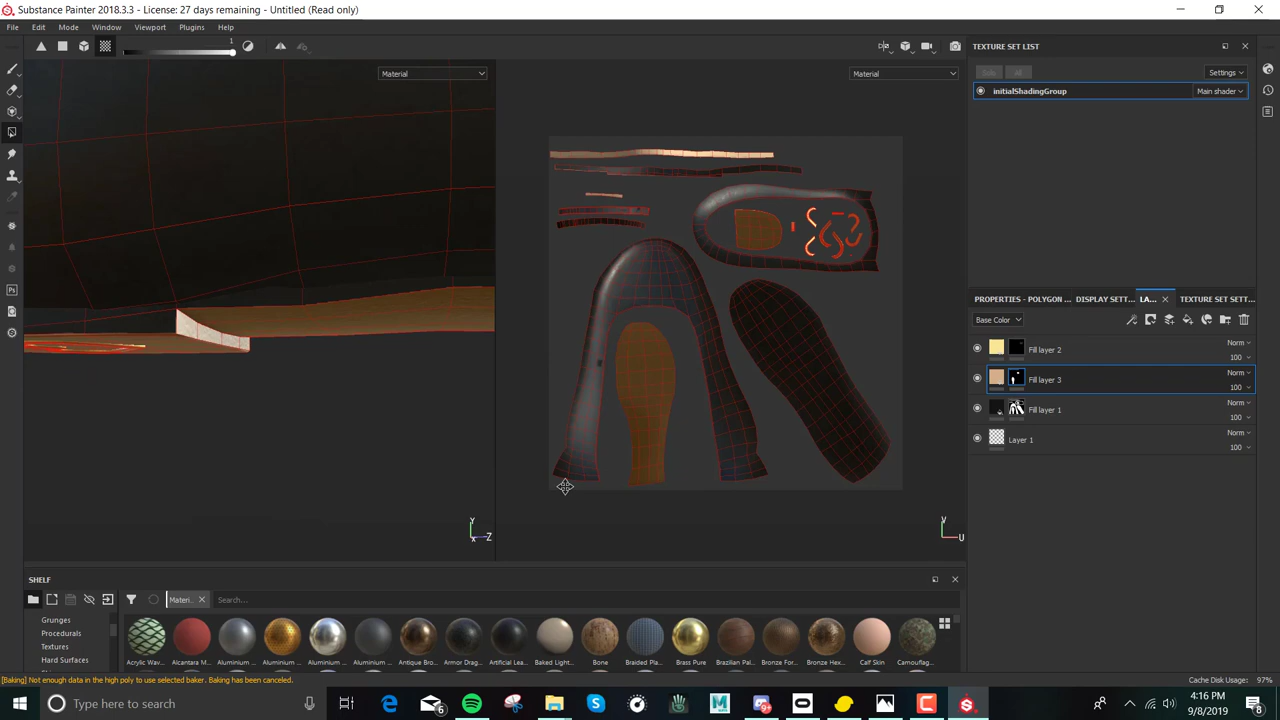 Substance Painter 2018.3.3 - License: 27 days remaining - Untitled (Read only)
File Edit Mode Window Viewport Plugins Help
1
Material
Material
TEXTURE SET LIST
Solo All Settings
initialShadingGroup Main shader
PROPERTIES - POLYGON ... DISPLAY SETT... LA... TEXTURE SET SETT...
Base Color
Fill layer 2 Norm 100
Fill layer 3 Norm 100
Fill layer 1 Norm 100
Layer 1 Norm 100
Y
Z
X
V
U
SHELF
Materi... Search...
Grunges
Procedurals
Textures
Hard Surfaces
Acrylic Wav... Alcantara M... Aluminium ... Aluminium ... Aluminium ... Aluminium ... Antique Bro... Armor Drag... Artificial Lea... Baked Light... Bone Braided Pla... Brass Pure Brazilian Pal... Bronze For... Bronze Hex... Calf Skin Camouflag...
[Baking] Not enough data in the high poly to use selected baker. Baking has been canceled.
Cache Disk Usage: 97%
Type here to search
4:16 PM
9/8/2019